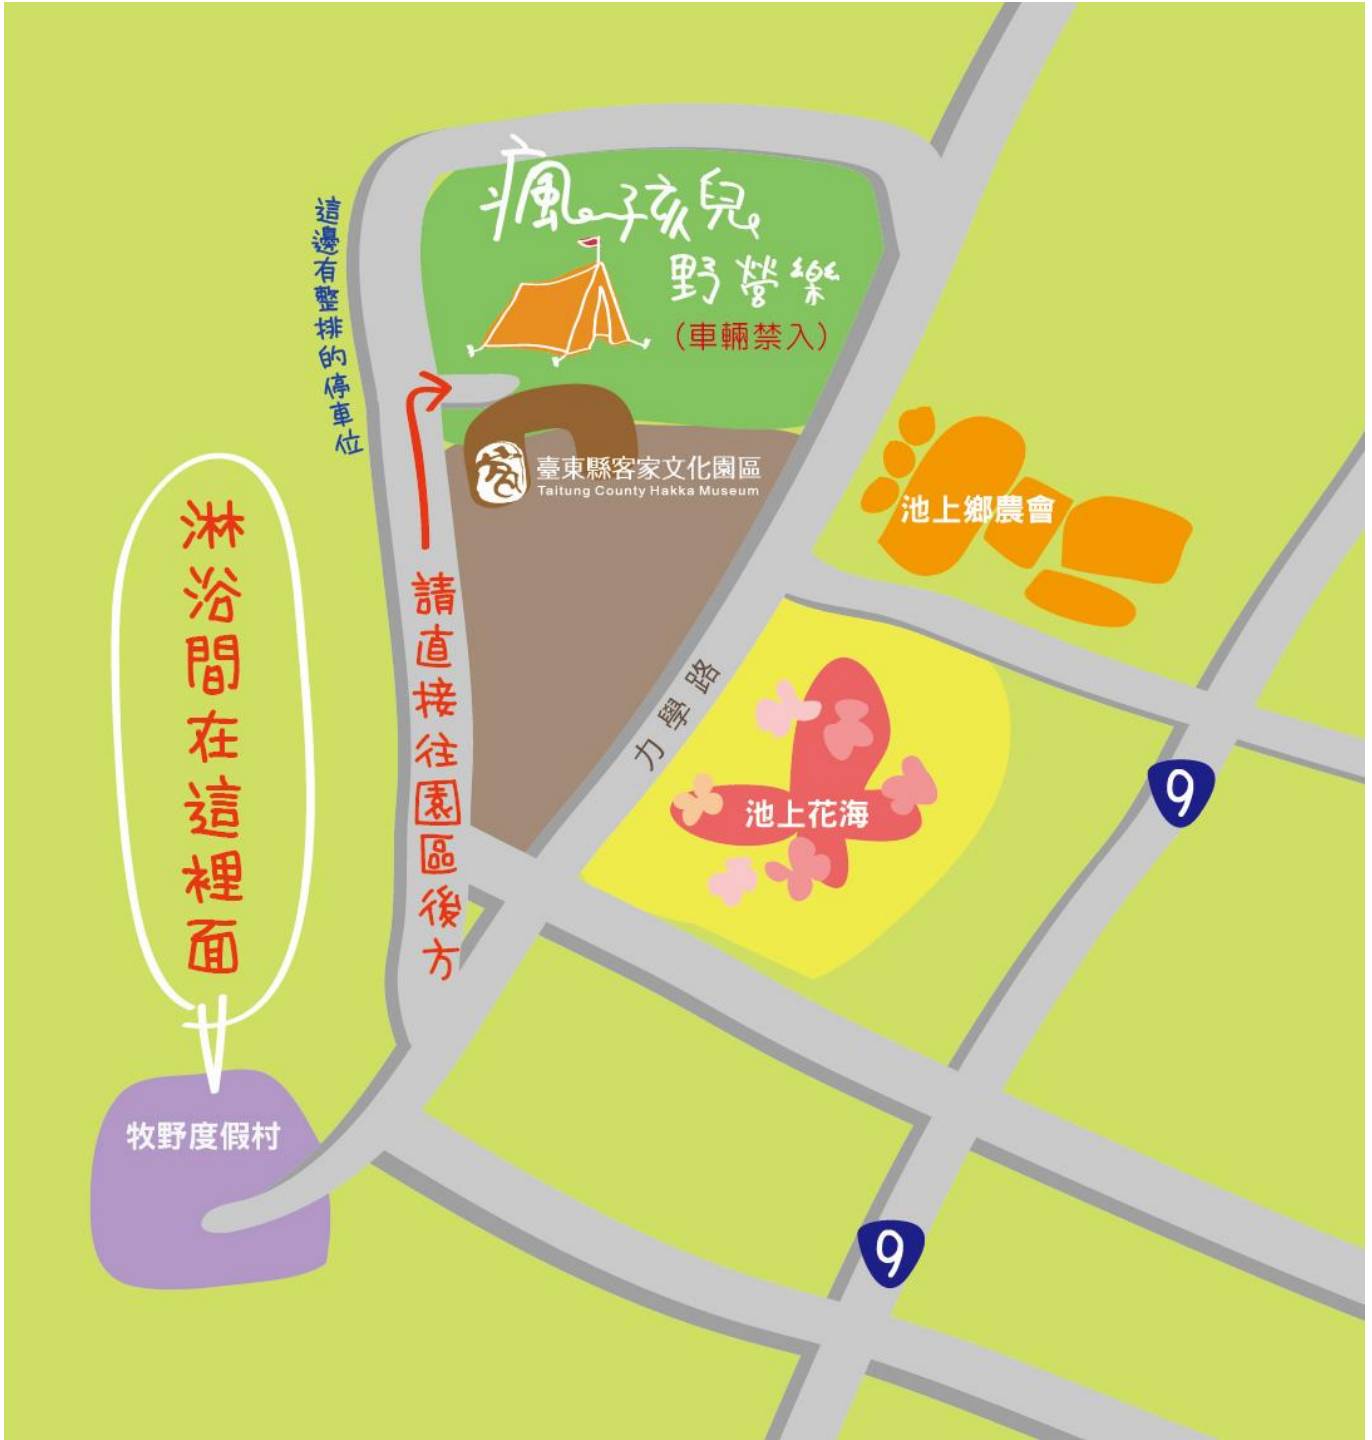 瘋孩兒
野營樂
(車輛禁入)
這邊有整排的停車位
臺東縣客家文化園區
Taitung County Hakka Museum
池上鄉農會
淋浴間在這裡面
請直接往園區後方
力學路
池上花海
9
牧野度假村
9